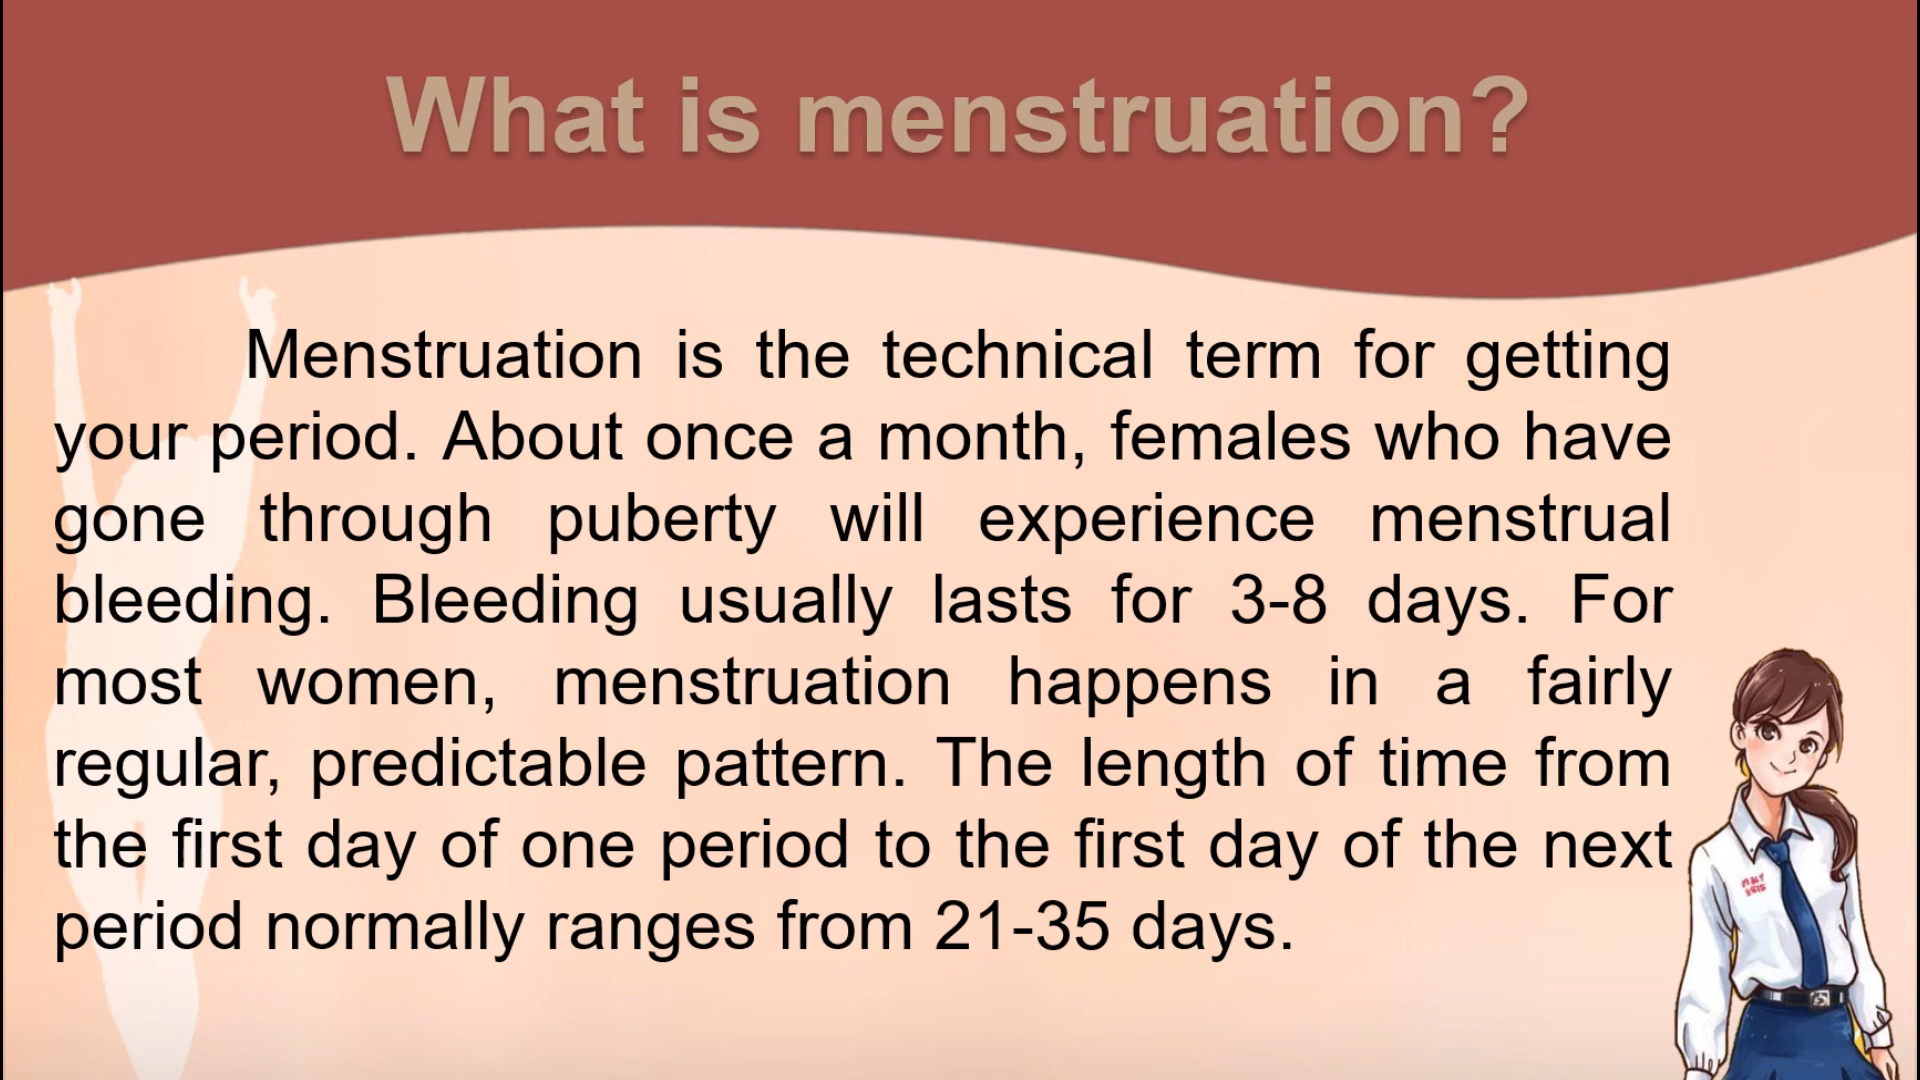 What is menstruation?
Menstruation is the technical term for getting
your period. About once a month, females who have
gone through puberty will experience menstrual
bleeding. Bleeding usually lasts for 3-8 days. For
most women, menstruation happens in a fairly
regular, predictable pattern. The length of time from
the first day of one period to the first day of the next
period normally ranges from 21-35 days.